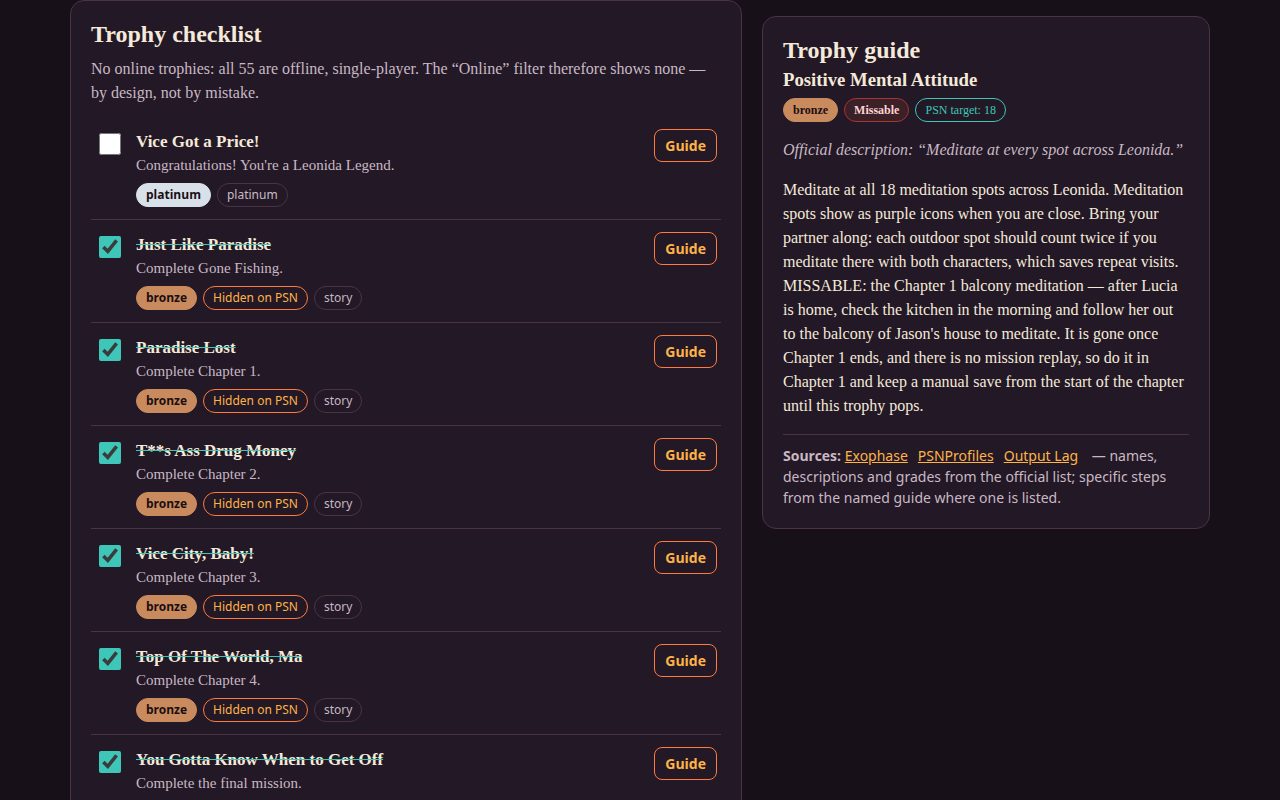 Trophy checklist
No online trophies: all 55 are offline, single-player. The “Online” filter therefore shows none —
by design, not by mistake.
Vice Got a Price!
Guide
Congratulations! You're a Leonida Legend.
platinum platinum
Just Like Paradise
Guide
Complete Gone Fishing.
bronze Hidden on PSN story
Paradise Lost
Guide
Complete Chapter 1.
bronze Hidden on PSN story
T**s Ass Drug Money
Guide
Complete Chapter 2.
bronze Hidden on PSN story
Vice City, Baby!
Guide
Complete Chapter 3.
bronze Hidden on PSN story
Top Of The World, Ma
Guide
Complete Chapter 4.
bronze Hidden on PSN story
You Gotta Know When to Get Off
Guide
Complete the final mission.
Trophy guide
Positive Mental Attitude
bronze Missable PSN target: 18
Official description: “Meditate at every spot across Leonida.”
Meditate at all 18 meditation spots across Leonida. Meditation
spots show as purple icons when you are close. Bring your
partner along: each outdoor spot should count twice if you
meditate there with both characters, which saves repeat visits.
MISSABLE: the Chapter 1 balcony meditation — after Lucia
is home, check the kitchen in the morning and follow her out
to the balcony of Jason's house to meditate. It is gone once
Chapter 1 ends, and there is no mission replay, so do it in
Chapter 1 and keep a manual save from the start of the chapter
until this trophy pops.
Sources: Exophase PSNProfiles Output Lag — names,
descriptions and grades from the official list; specific steps
from the named guide where one is listed.